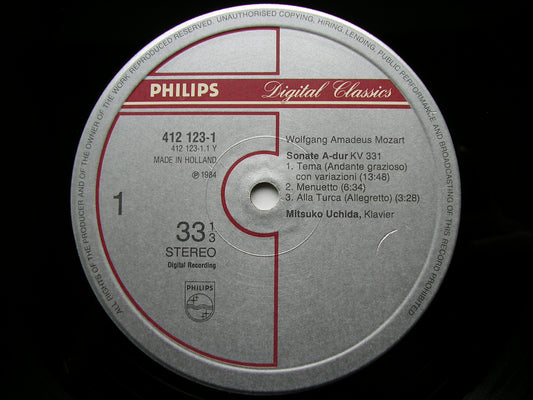 ALL RIGHTS OF THE PRODUCER AND OF THE OWNER OF THE WORK REPRODUCED RESERVED. UNAUTHORISED COPYING, HIRING, LENDING, PUBLIC PERFORMANCE AND BROADCASTING OF THIS RECORD PROHIBITED
PHILIPS
Digital Classics
412 123-1
412 123-1.1 Y
MADE IN HOLLAND
℗ 1984
1
33 1/3
STEREO
Digital Recording
PHILIPS
Wolfgang Amadeus Mozart
Sonate A-dur KV 331
1. Tema (Andante grazioso)
con variazioni (13:48)
2. Menuetto (6:34)
3. Alla Turca (Allegretto) (3:28)
Mitsuko Uchida, Klavier